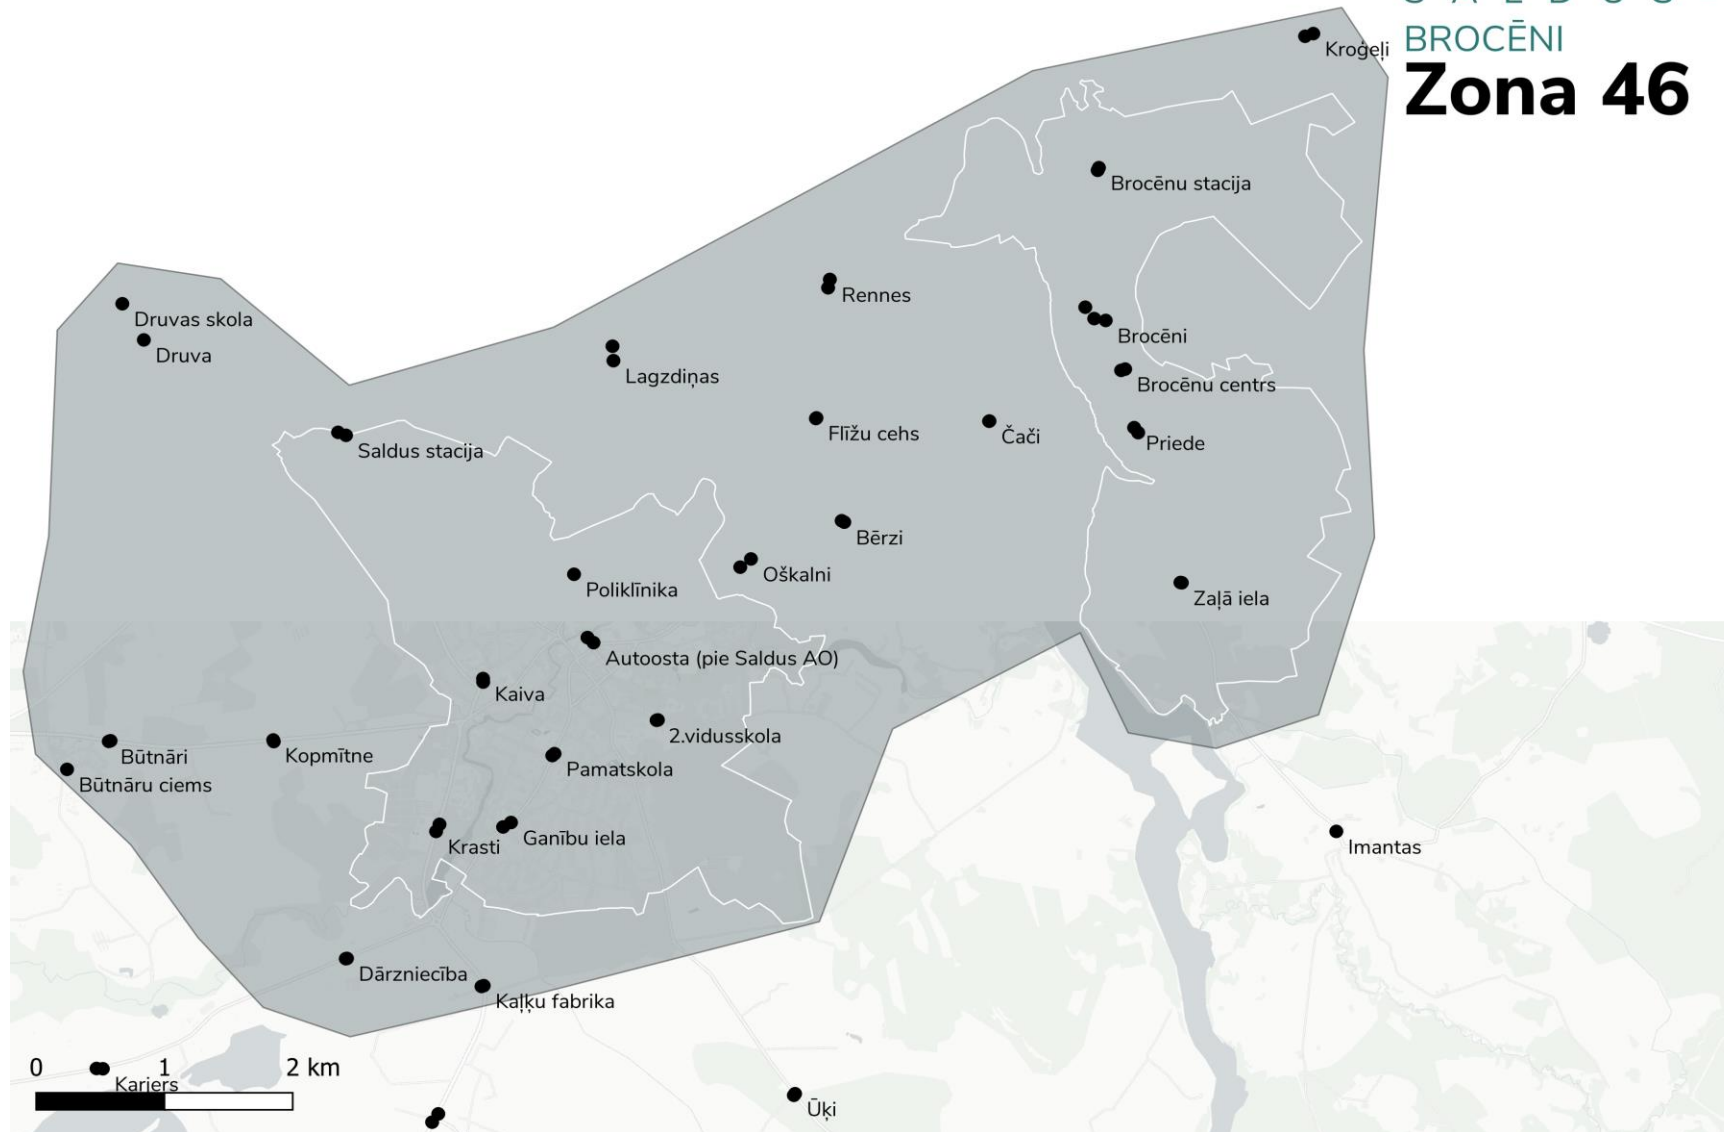 BROCĒNI
Zona 46
Kroģeļi
Brocēnu stacija
Rennes
Druvas skola
Druva
Brocēni
Lagzdiņas
Brocēnu centrs
Flīžu cehs
Čači
Priede
Saldus stacija
Bērzi
Oškalni
Poliklīnika
Zaļā iela
Autoosta (pie Saldus AO)
Kaiva
2.vidusskola
Būtnāri
Kopmītne
Pamatskola
Būtnāru ciems
Krasti
Ganību iela
Imantas
Dārzniecība
Kaļķu fabrika
0 1 2 km
Karjers
Ūķi